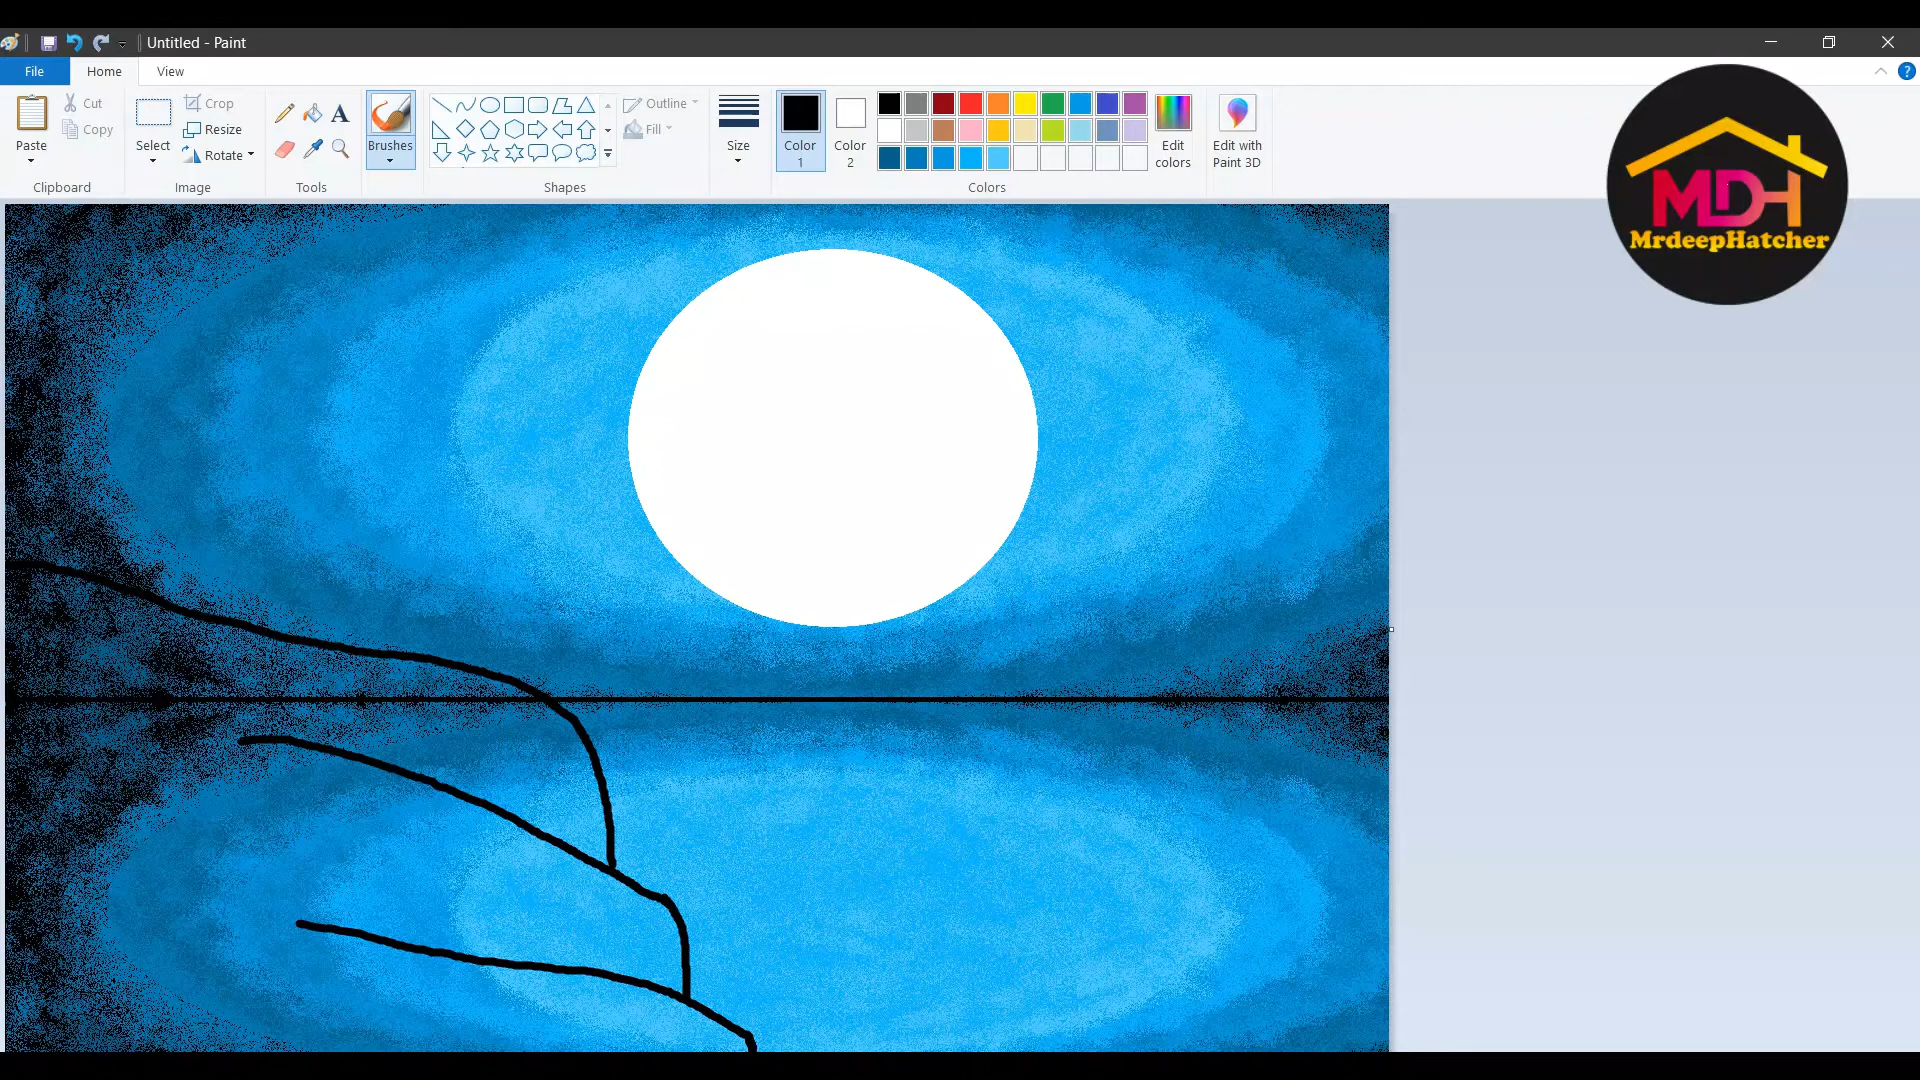 Untitled - Paint
File Home View
Paste Cut Copy
Clipboard
Select Crop Resize Rotate
Image
A
Tools
Brushes
Outline Fill
Shapes
Size
Color 1
Color 2
Edit colors
Colors
Edit with Paint 3D
?
MDH
MrdeepHatcher